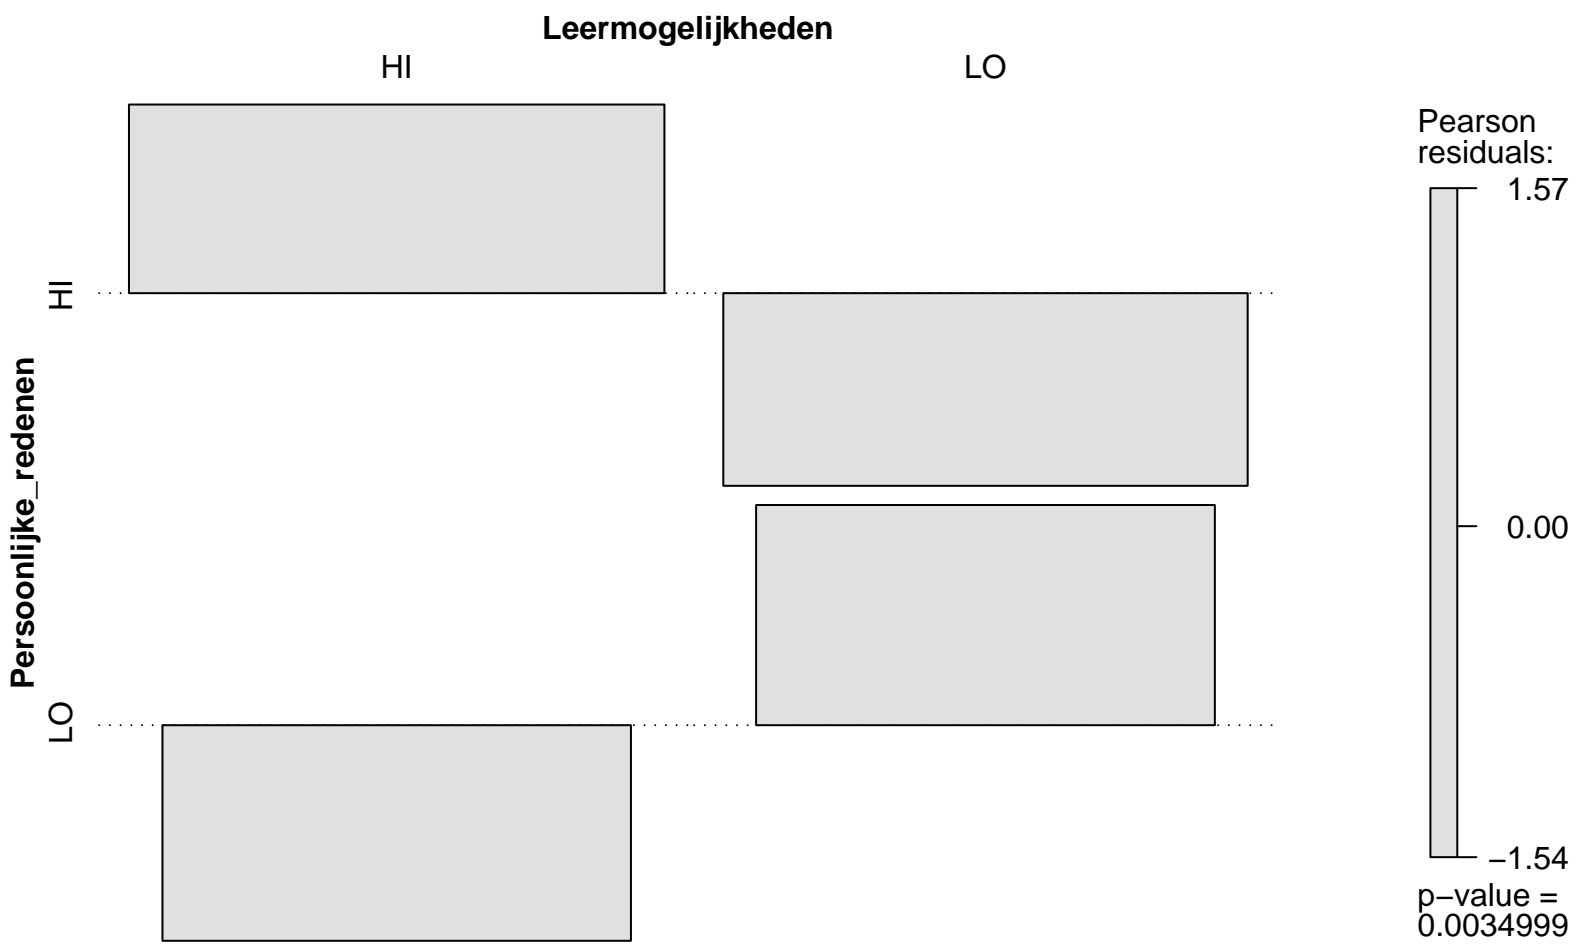 Leermogelijkheden
HI LO
Persoonlijke_redenen
HI
LO
Pearson
residuals:
1.57
0.00
−1.54
p−value =
0.0034999